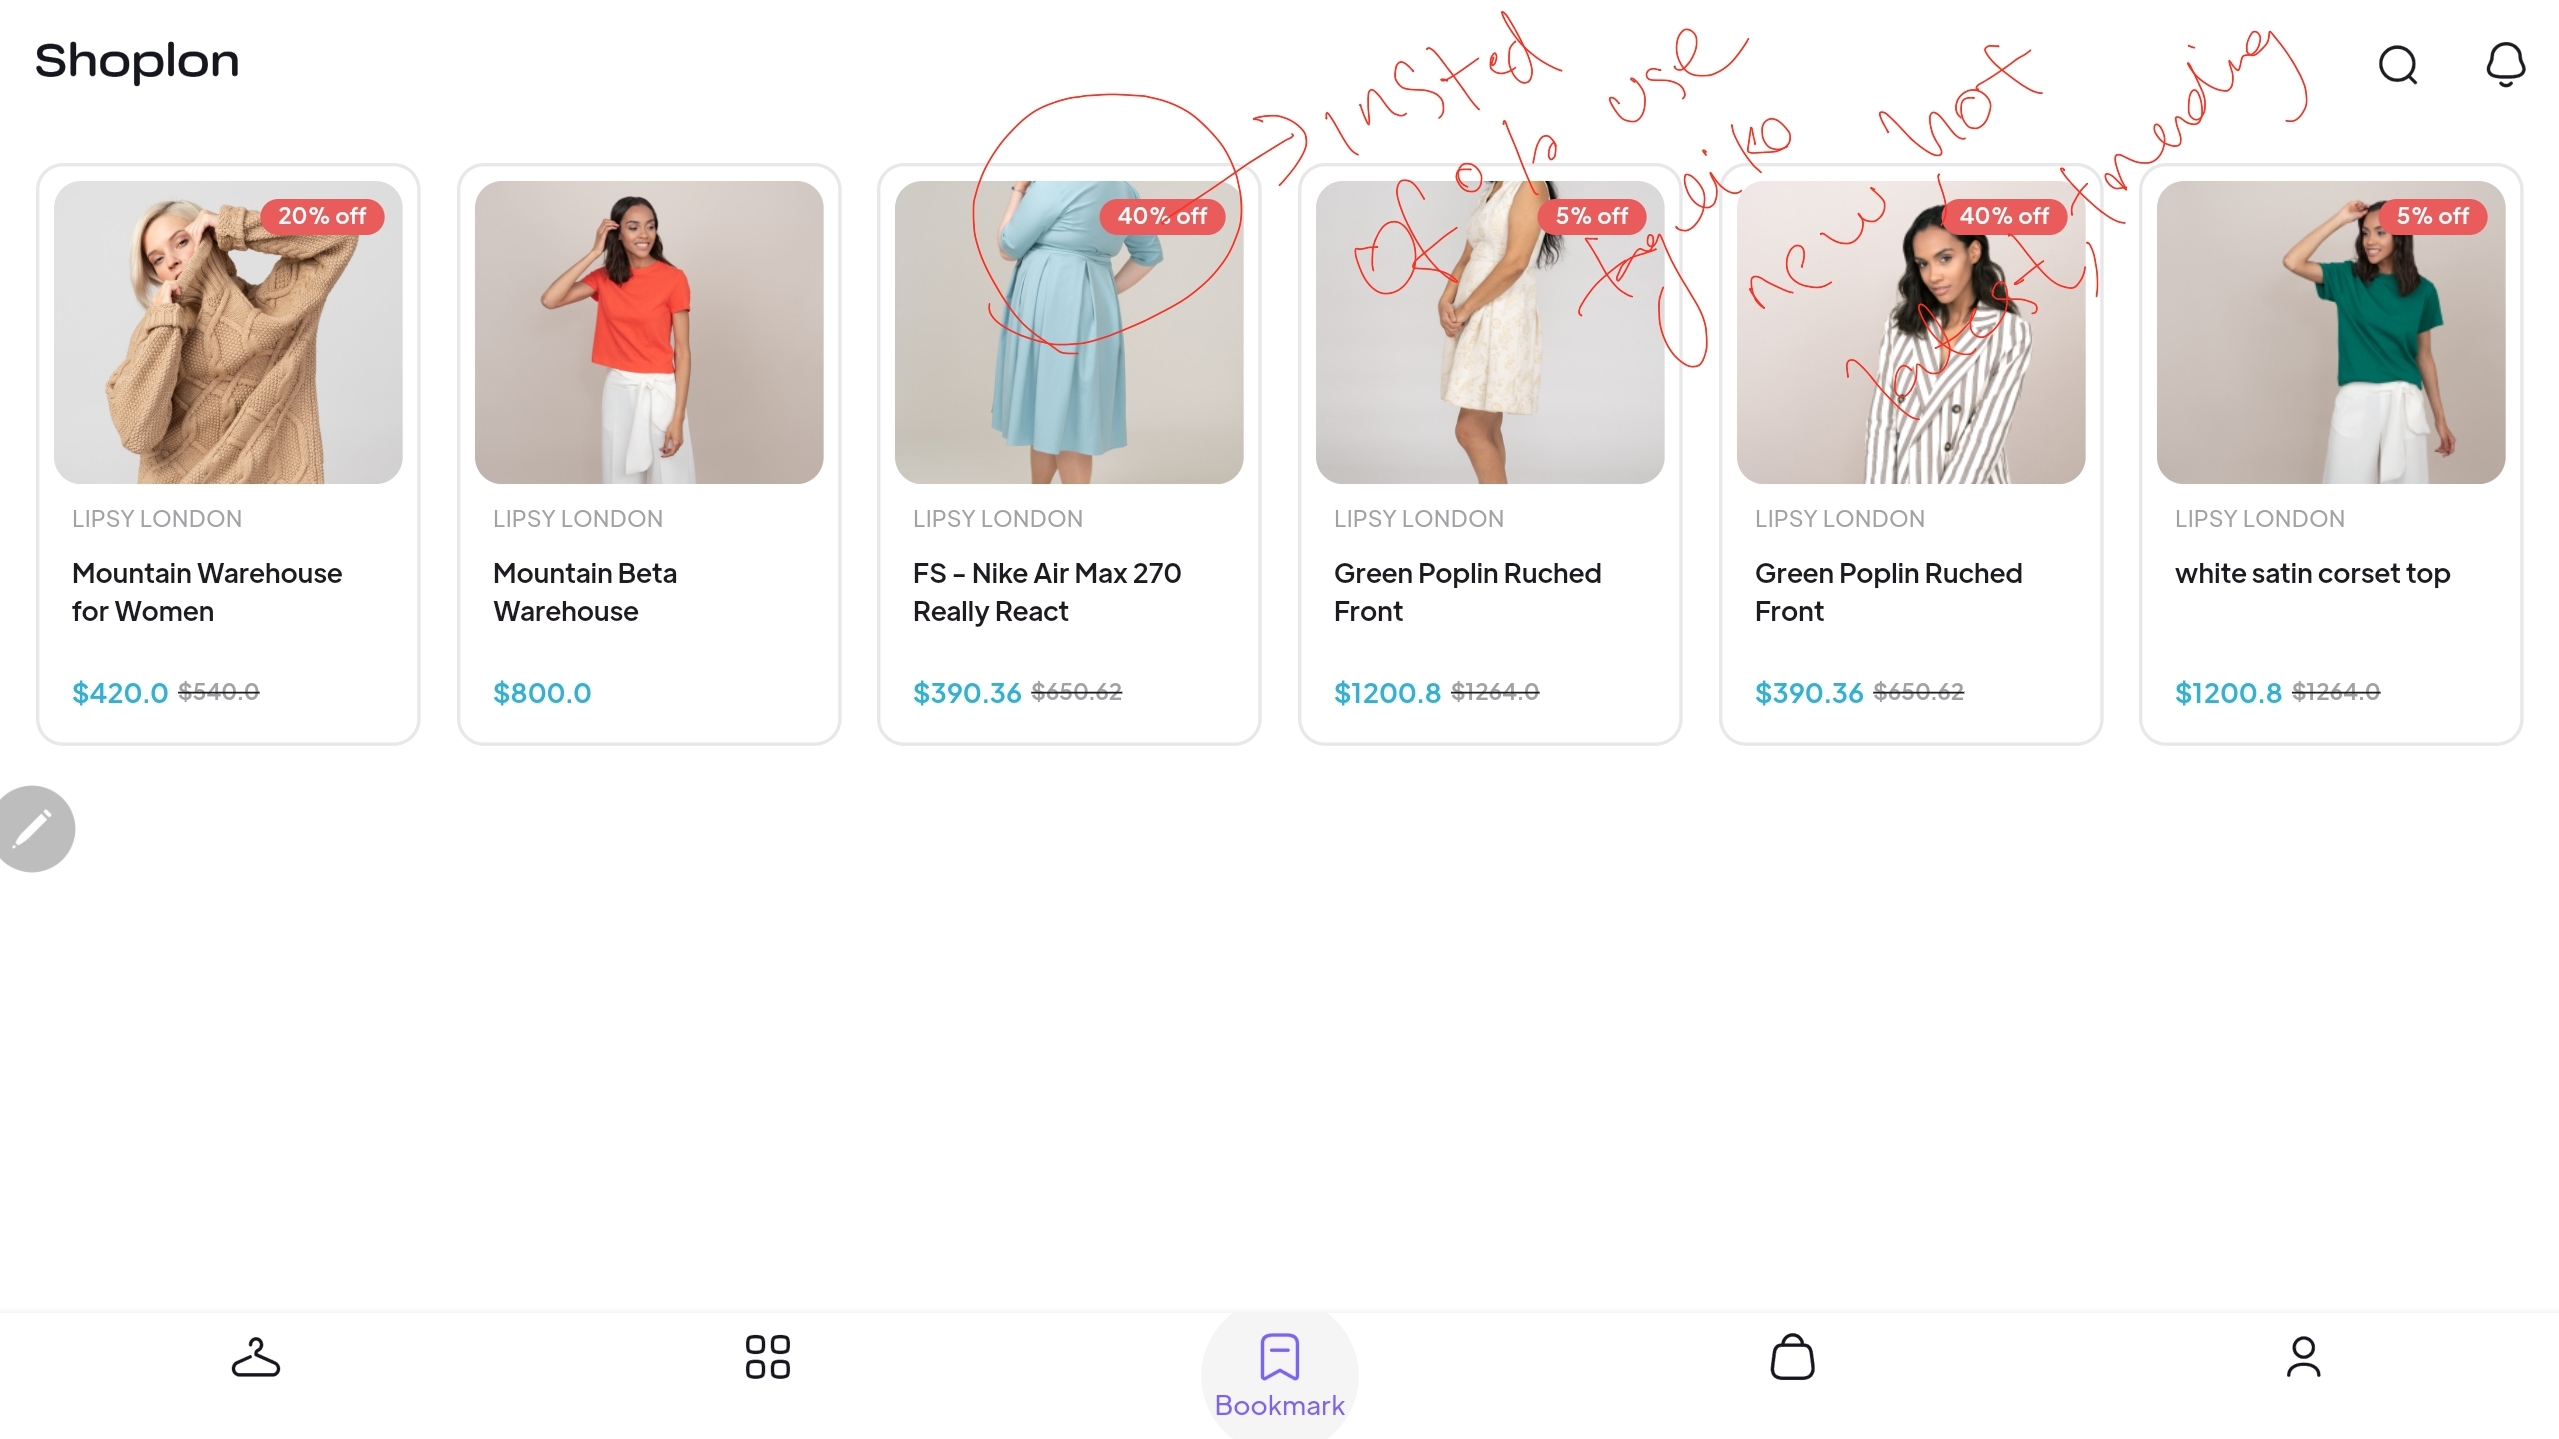 Shoplon
insted
of % use
tag like
new hot
latest, trending
20% off
40% off
5% off
40% off
5% off
LIPSY LONDON
Mountain Warehouse
for Women
$420.0 $540.0
LIPSY LONDON
Mountain Beta
Warehouse
$800.0
LIPSY LONDON
FS - Nike Air Max 270
Really React
$390.36 $650.62
LIPSY LONDON
Green Poplin Ruched
Front
$1200.8 $1264.0
LIPSY LONDON
Green Poplin Ruched
Front
$390.36 $650.62
LIPSY LONDON
white satin corset top
$1200.8 $1264.0
Bookmark